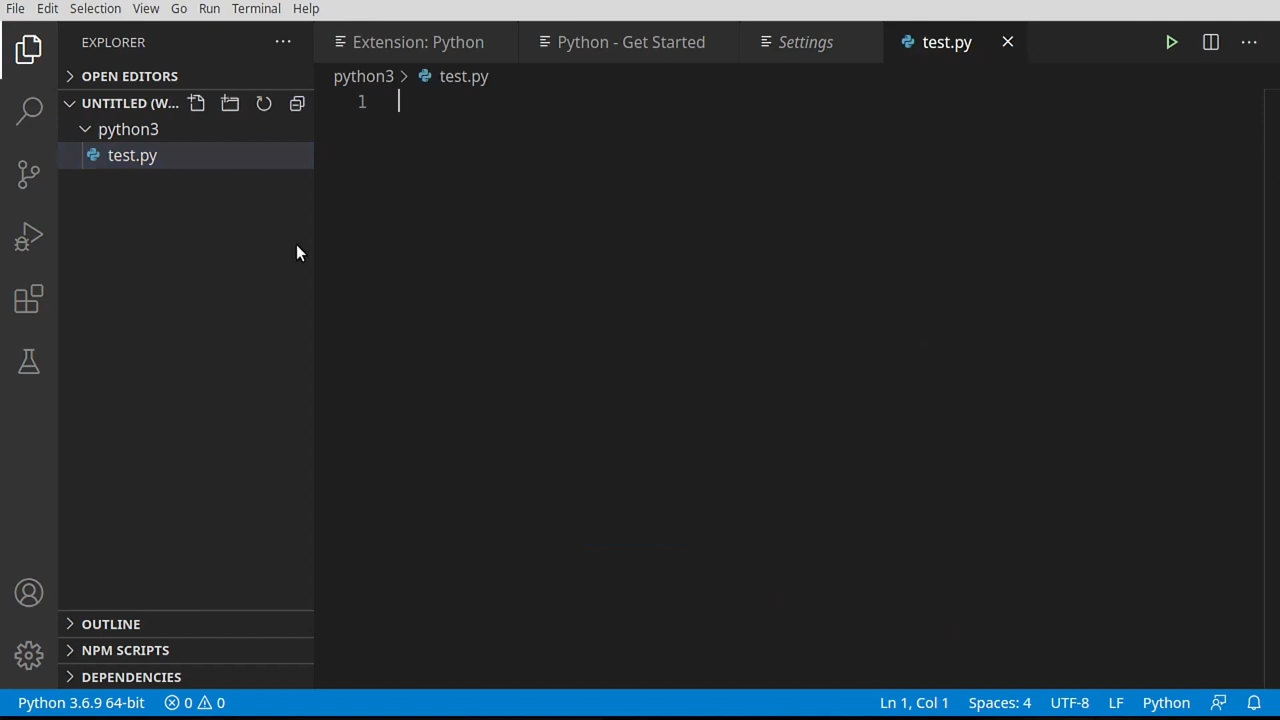 File Edit Selection View Go Run Terminal Help
EXPLORER
Extension: Python
Python - Get Started
Settings
test.py
OPEN EDITORS
python3 test.py
UNTITLED (W...
1
python3
test.py
OUTLINE
NPM SCRIPTS
DEPENDENCIES
Python 3.6.9 64-bit 0 0 Ln 1, Col 1 Spaces: 4 UTF-8 LF Python